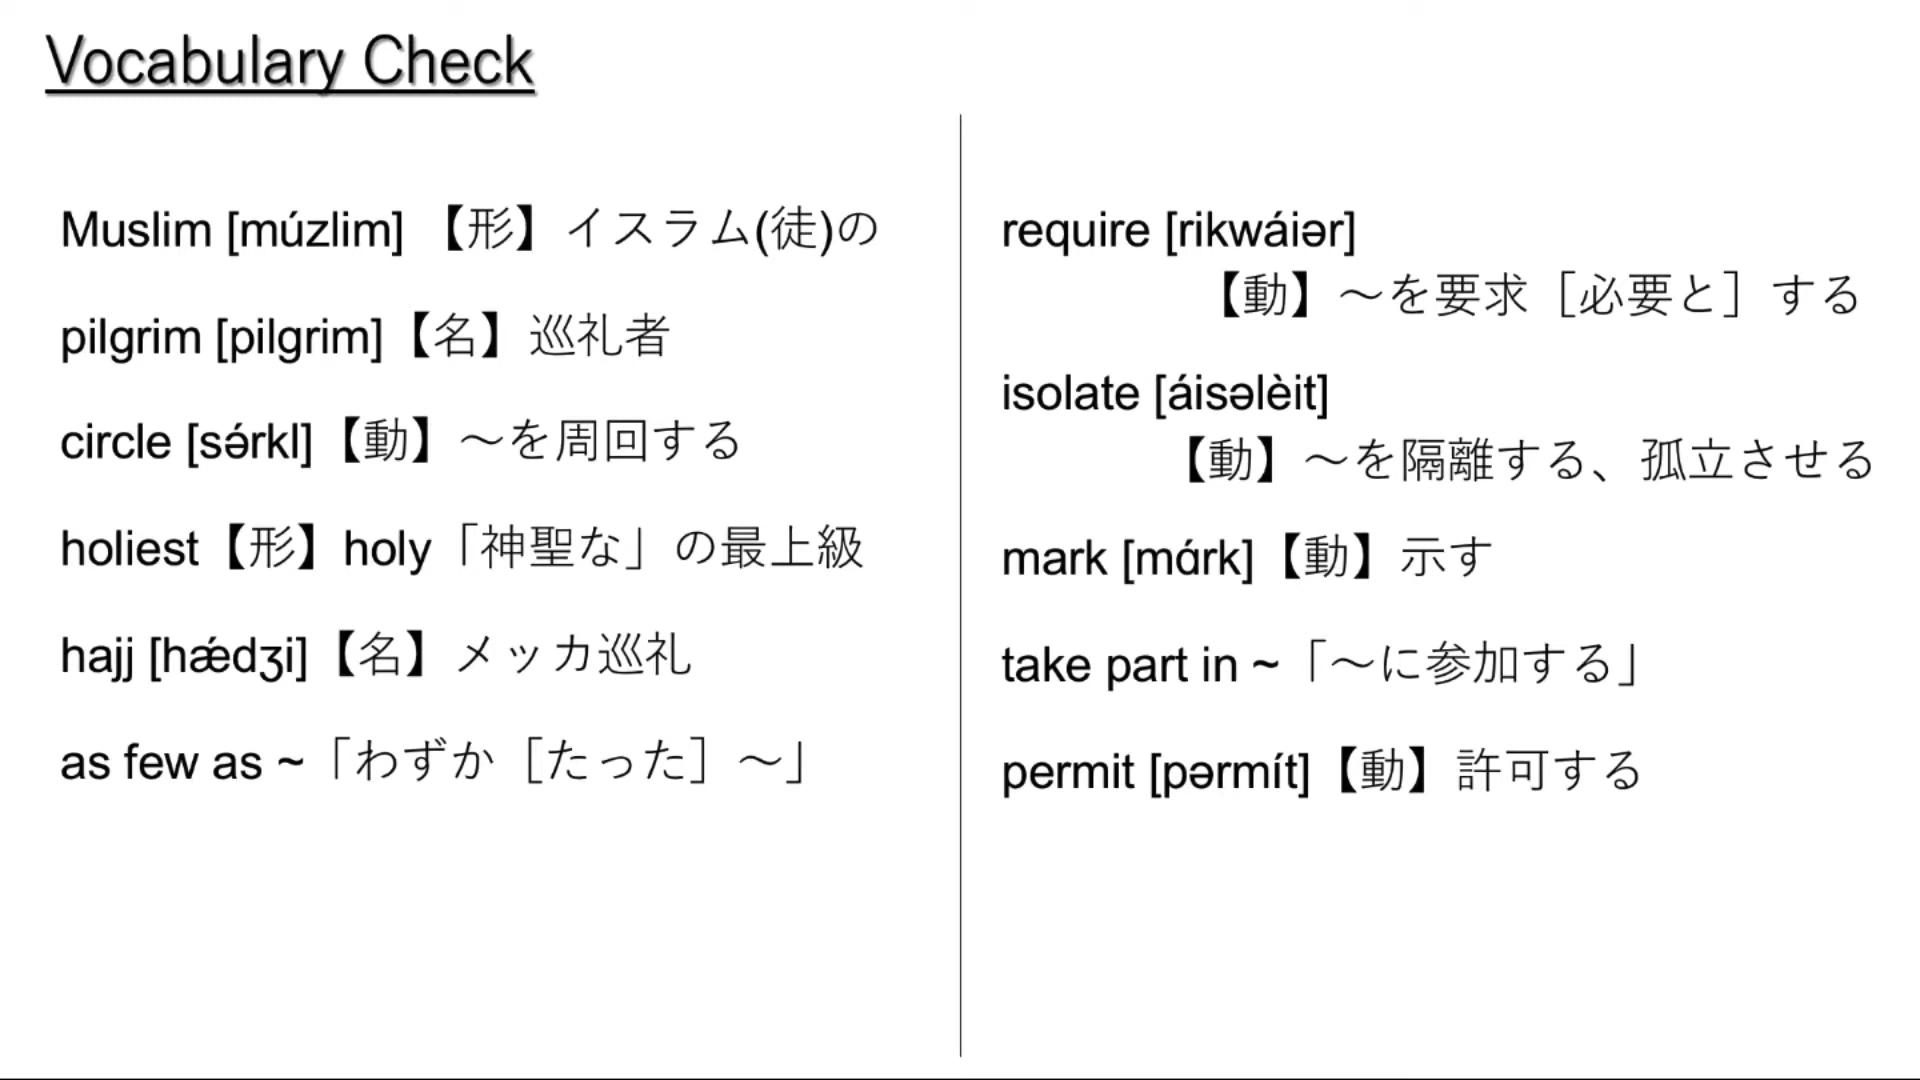 Vocabulary Check
Muslim [múzlim] 【形】イスラム(徒)の
pilgrim [pilgrim]【名】巡礼者
circle [sə́rkl]【動】～を周回する
holiest【形】holy「神聖な」の最上級
hajj [hǽdʒi]【名】メッカ巡礼
as few as ~「わずか［たった］～」
require [rikwáiər]
【動】～を要求［必要と］する
isolate [áisəlèit]
【動】～を隔離する、孤立させる
mark [mɑ́rk]【動】示す
take part in ~「～に参加する」
permit [pərmít]【動】許可する